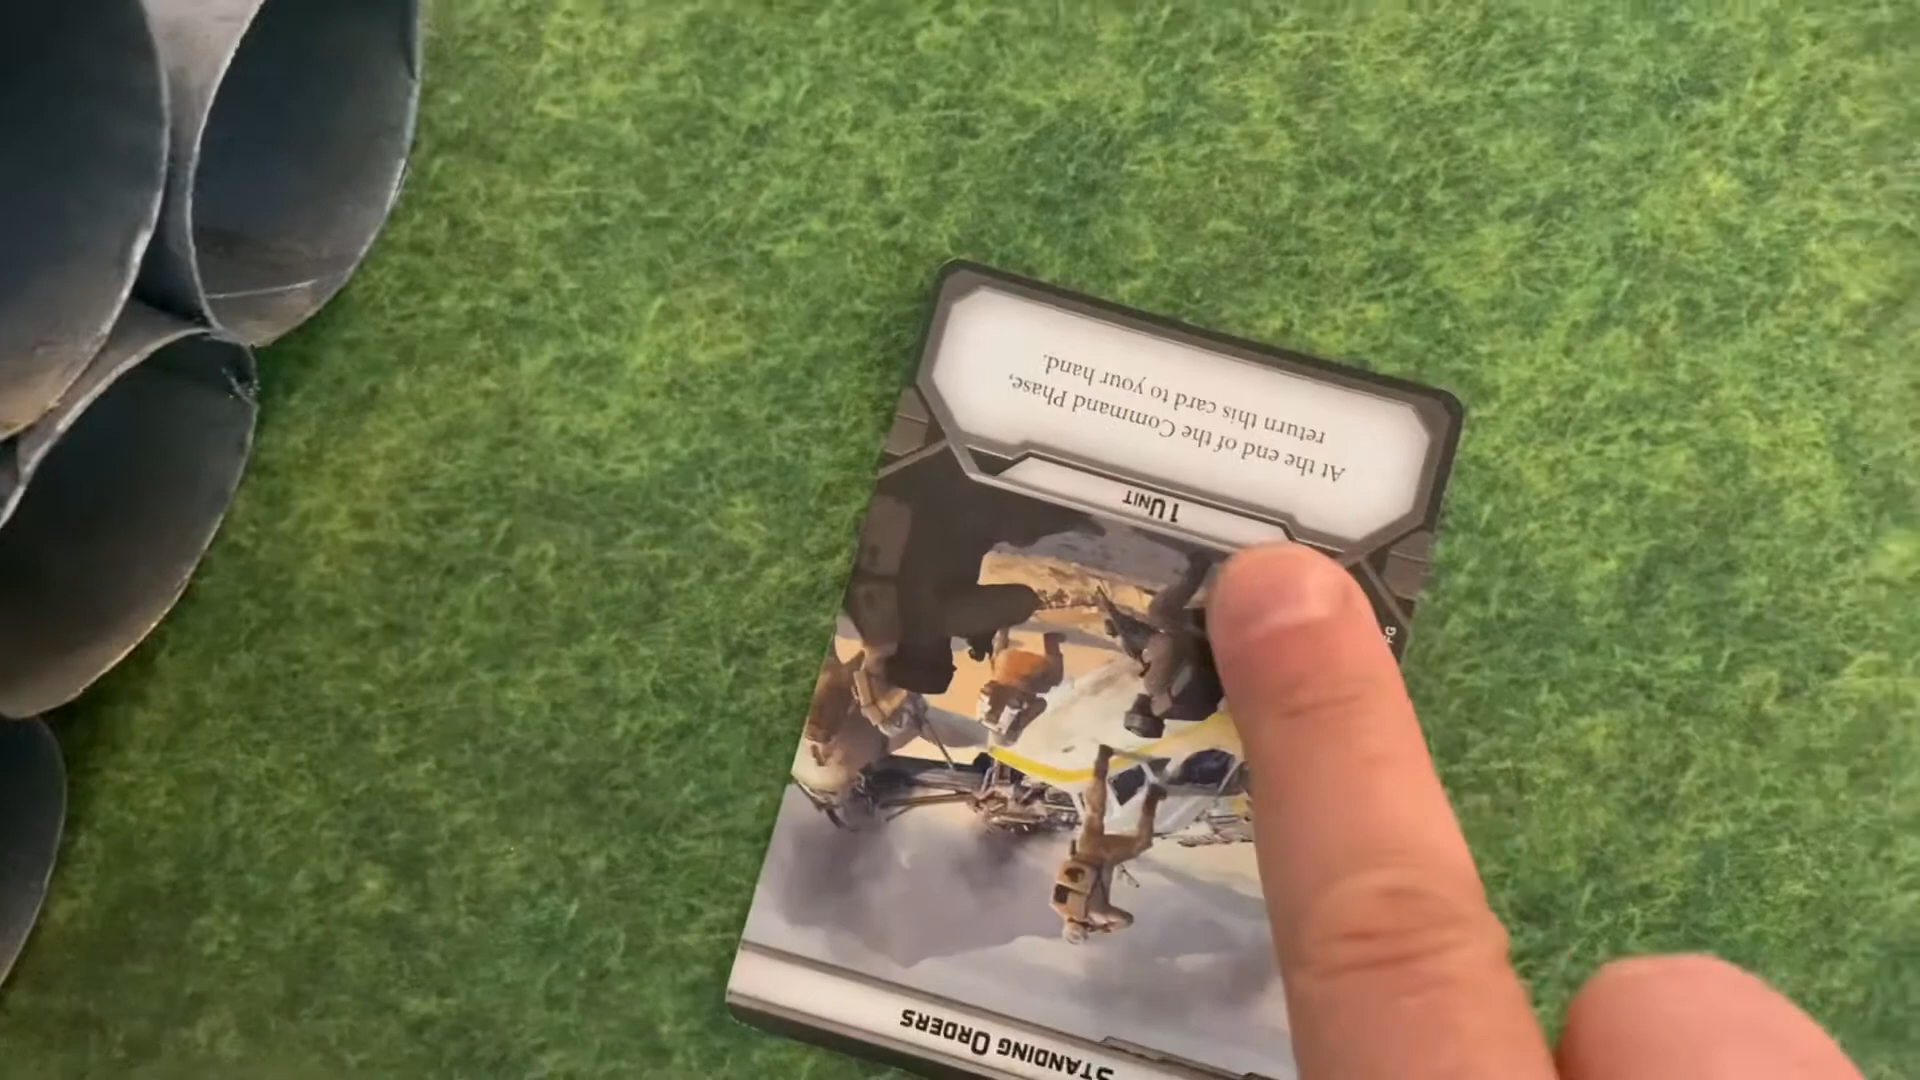 STANDING ORDERS
1 UNIT
At the end of the Command Phase,
return this card to your hand.